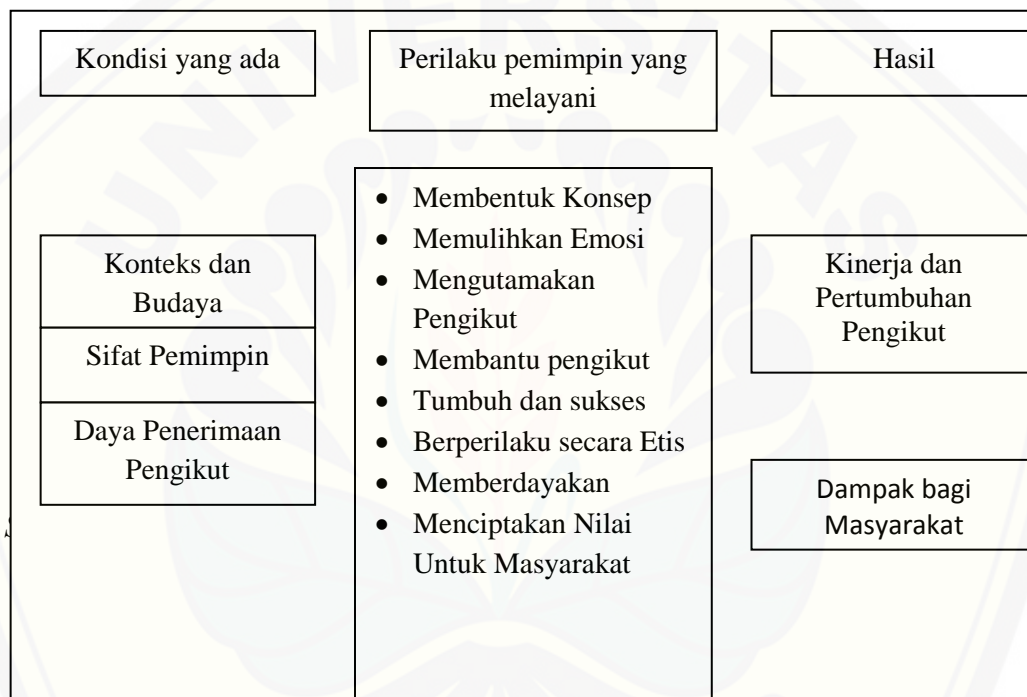 UNIVERSITAS
Kondisi yang ada
Perilaku pemimpin yang
melayani
Hasil
Konteks dan
Budaya
Sifat Pemimpin
Daya Penerimaan
Pengikut
• Membentuk Konsep
• Memulihkan Emosi
• Mengutamakan
Pengikut
• Membantu pengikut
• Tumbuh dan sukses
• Berperilaku secara Etis
• Memberdayakan
• Menciptakan Nilai
Untuk Masyarakat
Kinerja dan
Pertumbuhan
Pengikut
Dampak bagi
Masyarakat